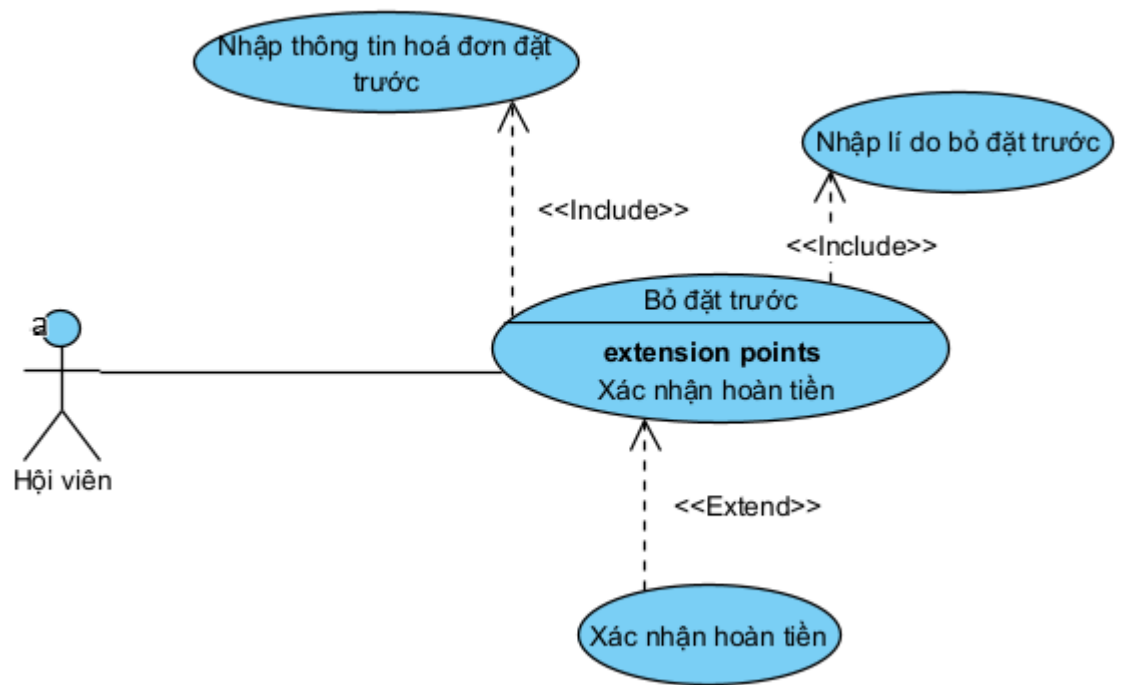 Nhập thông tin hoá đơn đặt
trước
Nhập lí do bỏ đặt trước
<<Include>>
<<Include>>
Bỏ đặt trước
extension points
Xác nhận hoàn tiền
a
Hội viên
<<Extend>>
Xác nhận hoàn tiền